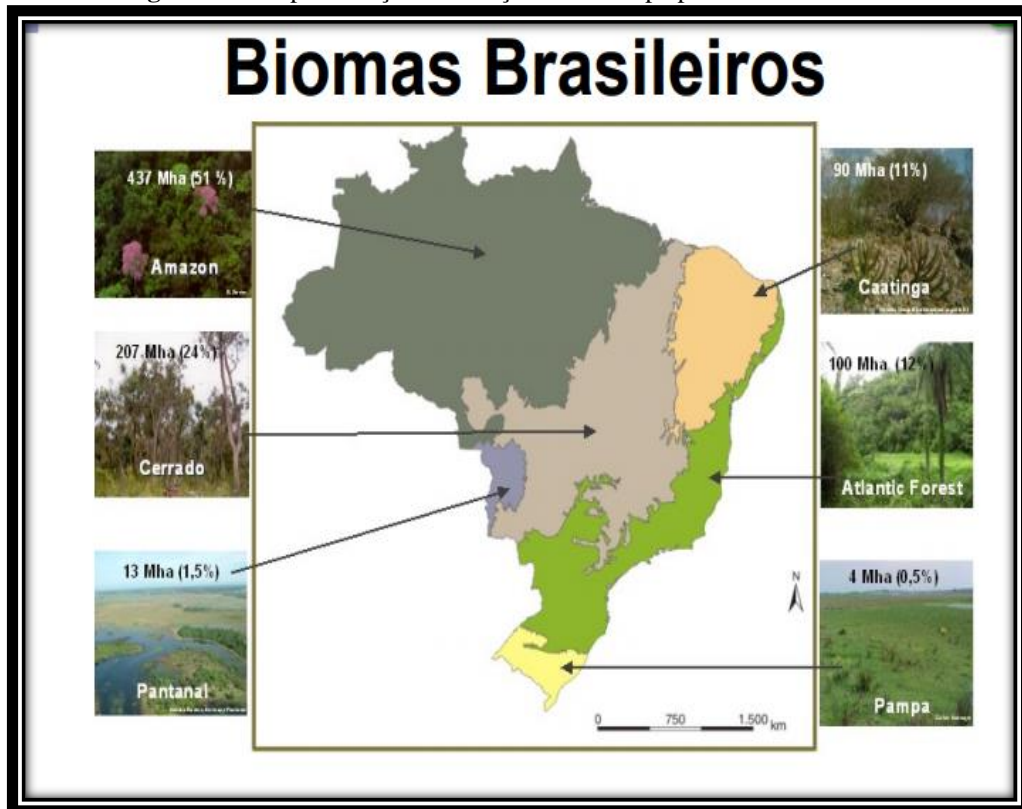 Biomas Brasileiros
437 Mha (51 %)
Amazon
207 Mha (24%)
Cerrado
13 Mha (1,5%)
Pantanal
90 Mha (11%)
Caatinga
100 Mha (12%)
Atlantic Forest
4 Mha (0,5%)
Pampa
N
0 750 1.500 km